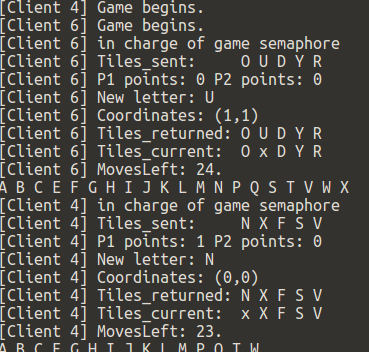 [Client 4] Game begins.
[Client 6] Game begins.
[Client 6] in charge of game semaphore
[Client 6] Tiles_sent: O U D Y R
[Client 6] P1 points: 0 P2 points: 0
[Client 6] New letter: U
[Client 6] Coordinates: (1,1)
[Client 6] Tiles_returned: O U D Y R
[Client 6] Tiles_current: O x D Y R
[Client 6] MovesLeft: 24.
A B C E F G H I J K L M N P Q S T V W X
[Client 4] in charge of game semaphore
[Client 4] Tiles_sent: N X F S V
[Client 4] P1 points: 1 P2 points: 0
[Client 4] New letter: N
[Client 4] Coordinates: (0,0)
[Client 4] Tiles_returned: N X F S V
[Client 4] Tiles_current: x X F S V
[Client 4] MovesLeft: 23.